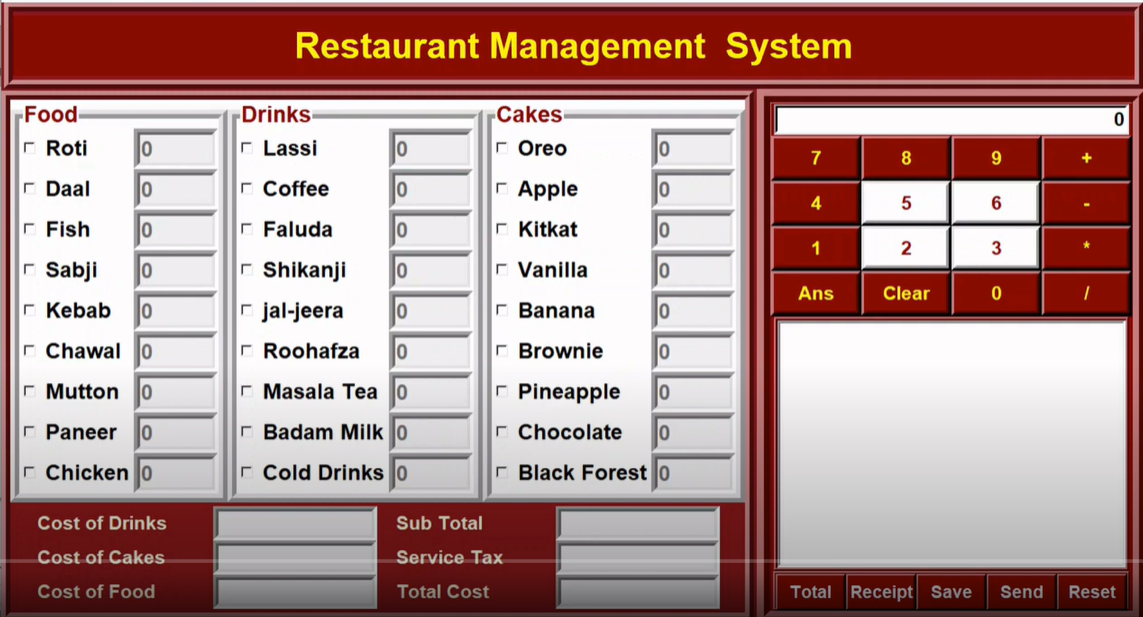 Restaurant Management System
Food
Roti 0
Daal 0
Fish 0
Sabji 0
Kebab 0
Chawal 0
Mutton 0
Paneer 0
Chicken 0
Drinks
Lassi 0
Coffee 0
Faluda 0
Shikanji 0
jal-jeera 0
Roohafza 0
Masala Tea 0
Badam Milk 0
Cold Drinks 0
Cakes
Oreo 0
Apple 0
Kitkat 0
Vanilla 0
Banana 0
Brownie 0
Pineapple 0
Chocolate 0
Black Forest 0
Cost of Drinks
Cost of Cakes
Cost of Food
Sub Total
Service Tax
Total Cost
0
7 8 9 +
4 5 6 -
1 2 3 *
Ans Clear 0 /
Total Receipt Save Send Reset